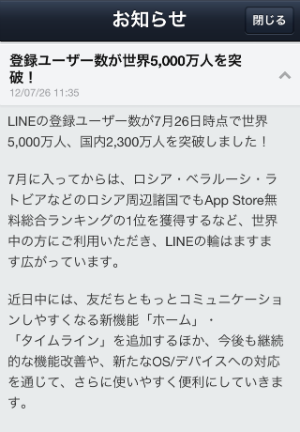 お知らせ
閉じる
登録ユーザー数が世界5,000万人を突
破！
12/07/26 11:35
LINEの登録ユーザー数が7月26日時点で世界
5,000万人、国内2,300万人を突破しました！
7月に入ってからは、ロシア・ベラルーシ・ラ
トビアなどのロシア周辺諸国でもApp Store無
料総合ランキングの1位を獲得するなど、世界
中の方にご利用いただき、LINEの輪はますま
す広がっています。
近日中には、友だちともっとコミュニケーショ
ンしやすくなる新機能「ホーム」・
「タイムライン」を追加するほか、今後も継続
的な機能改善や、新たなOS/デバイスへの対応
を通じて、さらに使いやすく便利にしていきま
す。